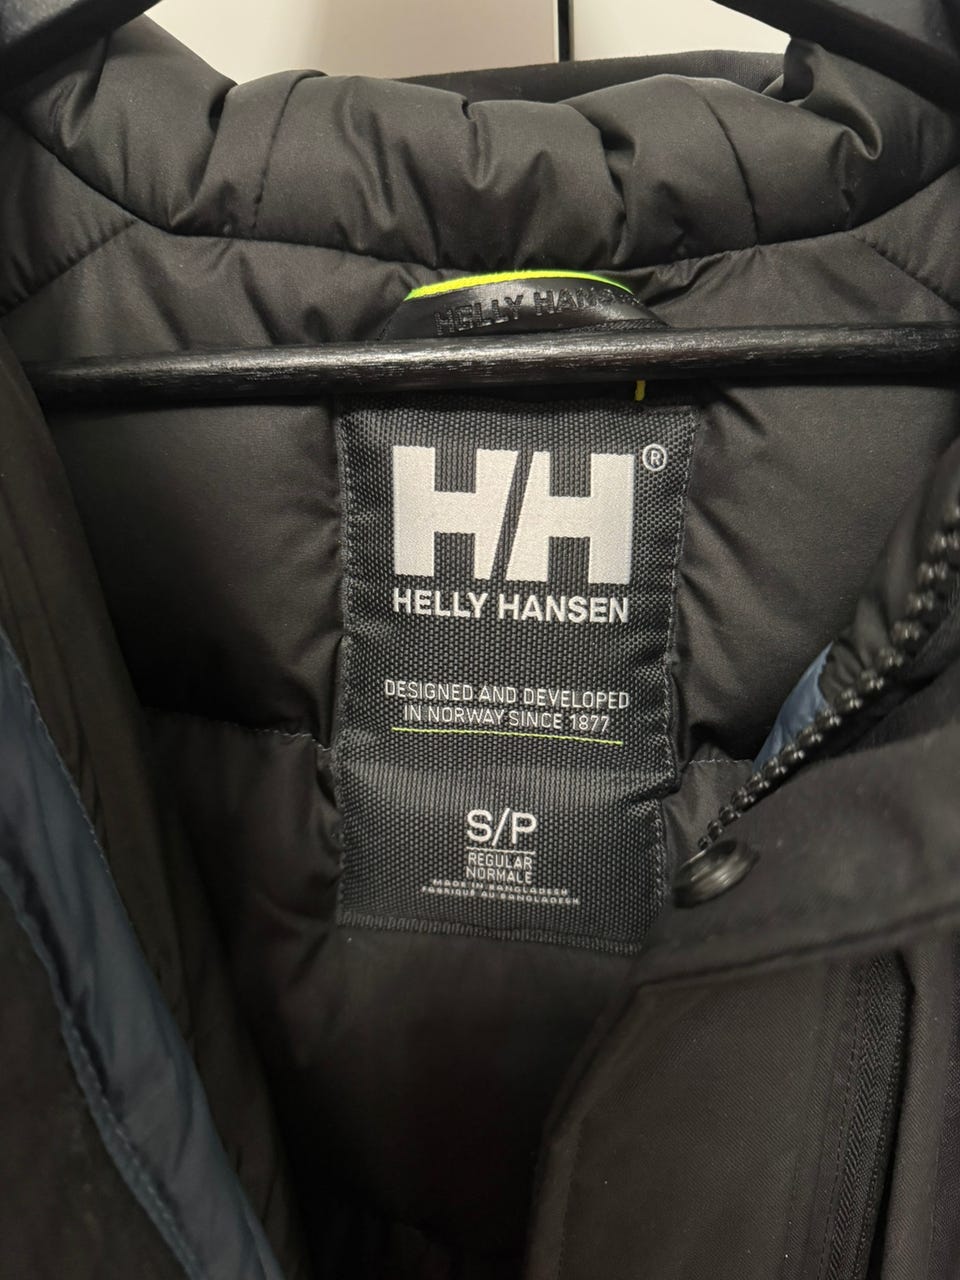 HELLY HANS
HH®
HELLY HANSEN
DESIGNED AND DEVELOPED
IN NORWAY SINCE 1877
S/P
REGULAR
NORMALE
MADE IN BANGLADESH
FABRIQUÉ AU BANGLADESH